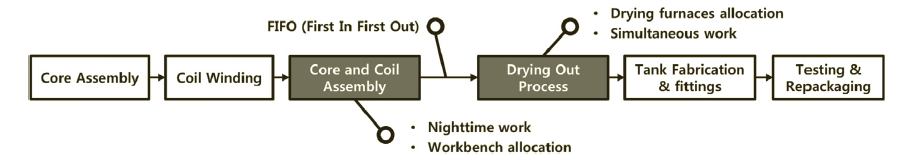 FIFO (First In First Out)
• Drying furnaces allocation
• Simultaneous work
Core Assembly
Coil Winding
Core and Coil
Assembly
Drying Out
Process
Tank Fabrication
& fittings
Testing &
Repackaging
• Nighttime work
• Workbench allocation